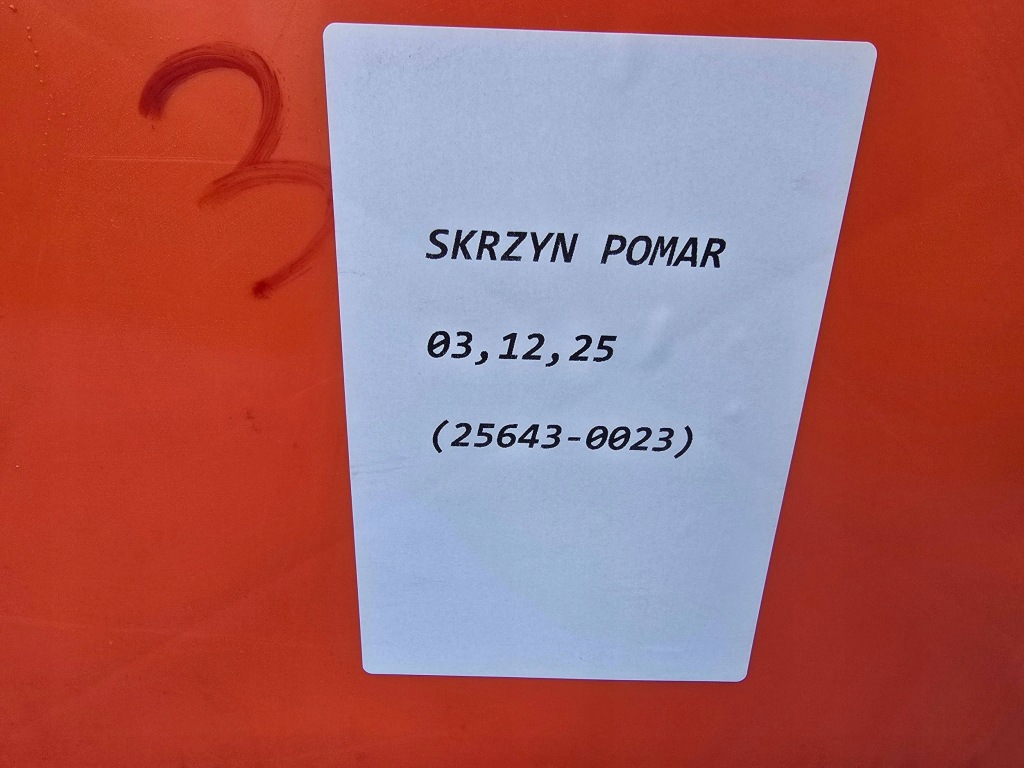 3
SKRZYN POMAR
03,12,25
(25643-0023)